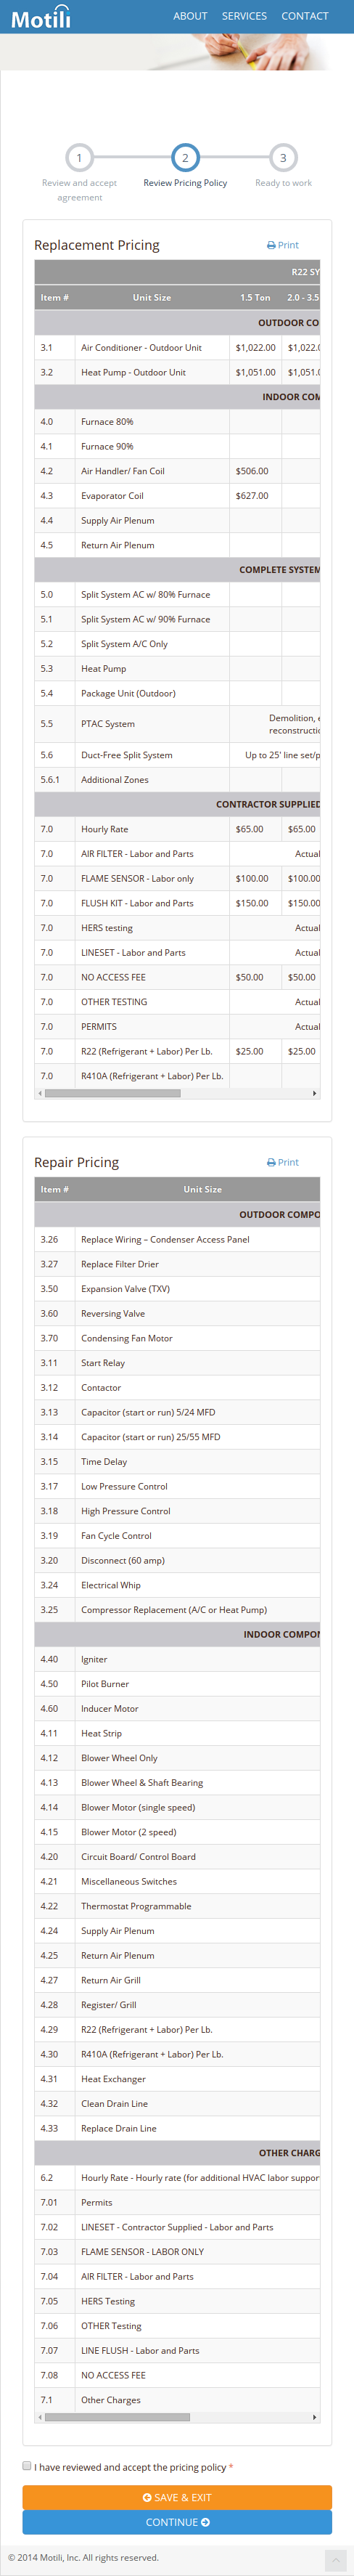 Motili
ABOUT SERVICES CONTACT
1 2 3
Review and accept agreement
Review Pricing Policy
Ready to work
Replacement Pricing
Print
R22 SY
Item # Unit Size 1.5 Ton 2.0 - 3.5
OUTDOOR CO
3.1 Air Conditioner - Outdoor Unit $1,022.00 $1,022.0
3.2 Heat Pump - Outdoor Unit $1,051.00 $1,051.0
INDOOR COM
4.0 Furnace 80%
4.1 Furnace 90%
4.2 Air Handler/ Fan Coil $506.00
4.3 Evaporator Coil $627.00
4.4 Supply Air Plenum
4.5 Return Air Plenum
COMPLETE SYSTEM
5.0 Split System AC w/ 80% Furnace
5.1 Split System AC w/ 90% Furnace
5.2 Split System A/C Only
5.3 Heat Pump
5.4 Package Unit (Outdoor)
5.5 PTAC System Demolition, e
reconstructio
5.6 Duct-Free Split System Up to 25' line set/p
5.6.1 Additional Zones
CONTRACTOR SUPPLIED
7.0 Hourly Rate $65.00 $65.00
7.0 AIR FILTER - Labor and Parts Actual
7.0 FLAME SENSOR - Labor only $100.00 $100.00
7.0 FLUSH KIT - Labor and Parts $150.00 $150.00
7.0 HERS testing Actual
7.0 LINESET - Labor and Parts Actual
7.0 NO ACCESS FEE $50.00 $50.00
7.0 OTHER TESTING Actual
7.0 PERMITS Actual
7.0 R22 (Refrigerant + Labor) Per Lb. $25.00 $25.00
7.0 R410A (Refrigerant + Labor) Per Lb.
Repair Pricing
Print
Item # Unit Size
OUTDOOR COMPO
3.26 Replace Wiring – Condenser Access Panel
3.27 Replace Filter Drier
3.50 Expansion Valve (TXV)
3.60 Reversing Valve
3.70 Condensing Fan Motor
3.11 Start Relay
3.12 Contactor
3.13 Capacitor (start or run) 5/24 MFD
3.14 Capacitor (start or run) 25/55 MFD
3.15 Time Delay
3.17 Low Pressure Control
3.18 High Pressure Control
3.19 Fan Cycle Control
3.20 Disconnect (60 amp)
3.24 Electrical Whip
3.25 Compressor Replacement (A/C or Heat Pump)
INDOOR COMPON
4.40 Igniter
4.50 Pilot Burner
4.60 Inducer Motor
4.11 Heat Strip
4.12 Blower Wheel Only
4.13 Blower Wheel & Shaft Bearing
4.14 Blower Motor (single speed)
4.15 Blower Motor (2 speed)
4.20 Circuit Board/ Control Board
4.21 Miscellaneous Switches
4.22 Thermostat Programmable
4.24 Supply Air Plenum
4.25 Return Air Plenum
4.27 Return Air Grill
4.28 Register/ Grill
4.29 R22 (Refrigerant + Labor) Per Lb.
4.30 R410A (Refrigerant + Labor) Per Lb.
4.31 Heat Exchanger
4.32 Clean Drain Line
4.33 Replace Drain Line
OTHER CHARG
6.2 Hourly Rate - Hourly rate (for additional HVAC labor suppor
7.01 Permits
7.02 LINESET - Contractor Supplied - Labor and Parts
7.03 FLAME SENSOR - LABOR ONLY
7.04 AIR FILTER - Labor and Parts
7.05 HERS Testing
7.06 OTHER Testing
7.07 LINE FLUSH - Labor and Parts
7.08 NO ACCESS FEE
7.1 Other Charges
I have reviewed and accept the pricing policy *
SAVE & EXIT
CONTINUE
© 2014 Motili, Inc. All rights reserved.